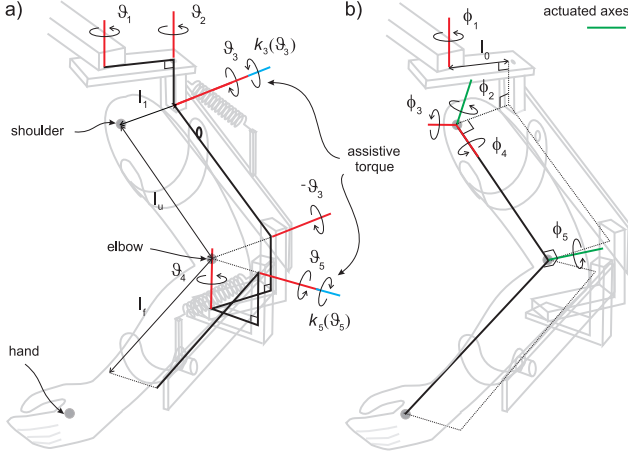 a)
ϑ1
ϑ2
ϑ3
k3(ϑ3)
l1
shoulder
assistive
torque
lu
-ϑ3
elbow
ϑ4
ϑ5
lf
k5(ϑ5)
hand
b)
ϕ1
actuated axes
l0
ϕ2
ϕ3
ϕ4
ϕ5